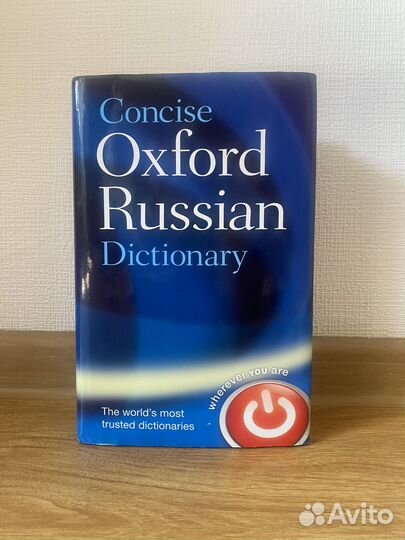 Concise
Oxford
Russian
Dictionary
wherever YOU are
The world's most
trusted dictionaries
Avito